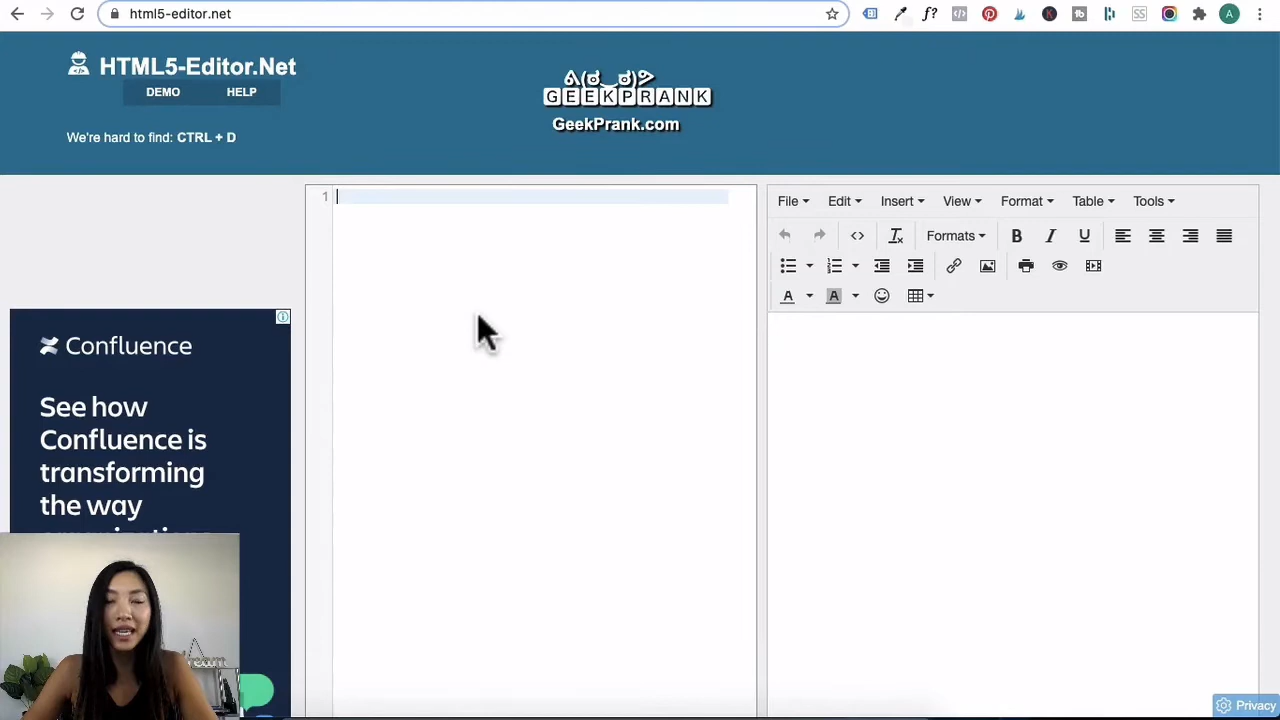 html5-editor.net
f?
SS
A
HTML5-Editor.Net
DEMO HELP
We're hard to find: CTRL + D
GEEKPRANK
GeekPrank.com
1
File Edit Insert View Format Table Tools
Formats B I U
A A
Confluence
See how
Confluence is
transforming
the way
Privacy